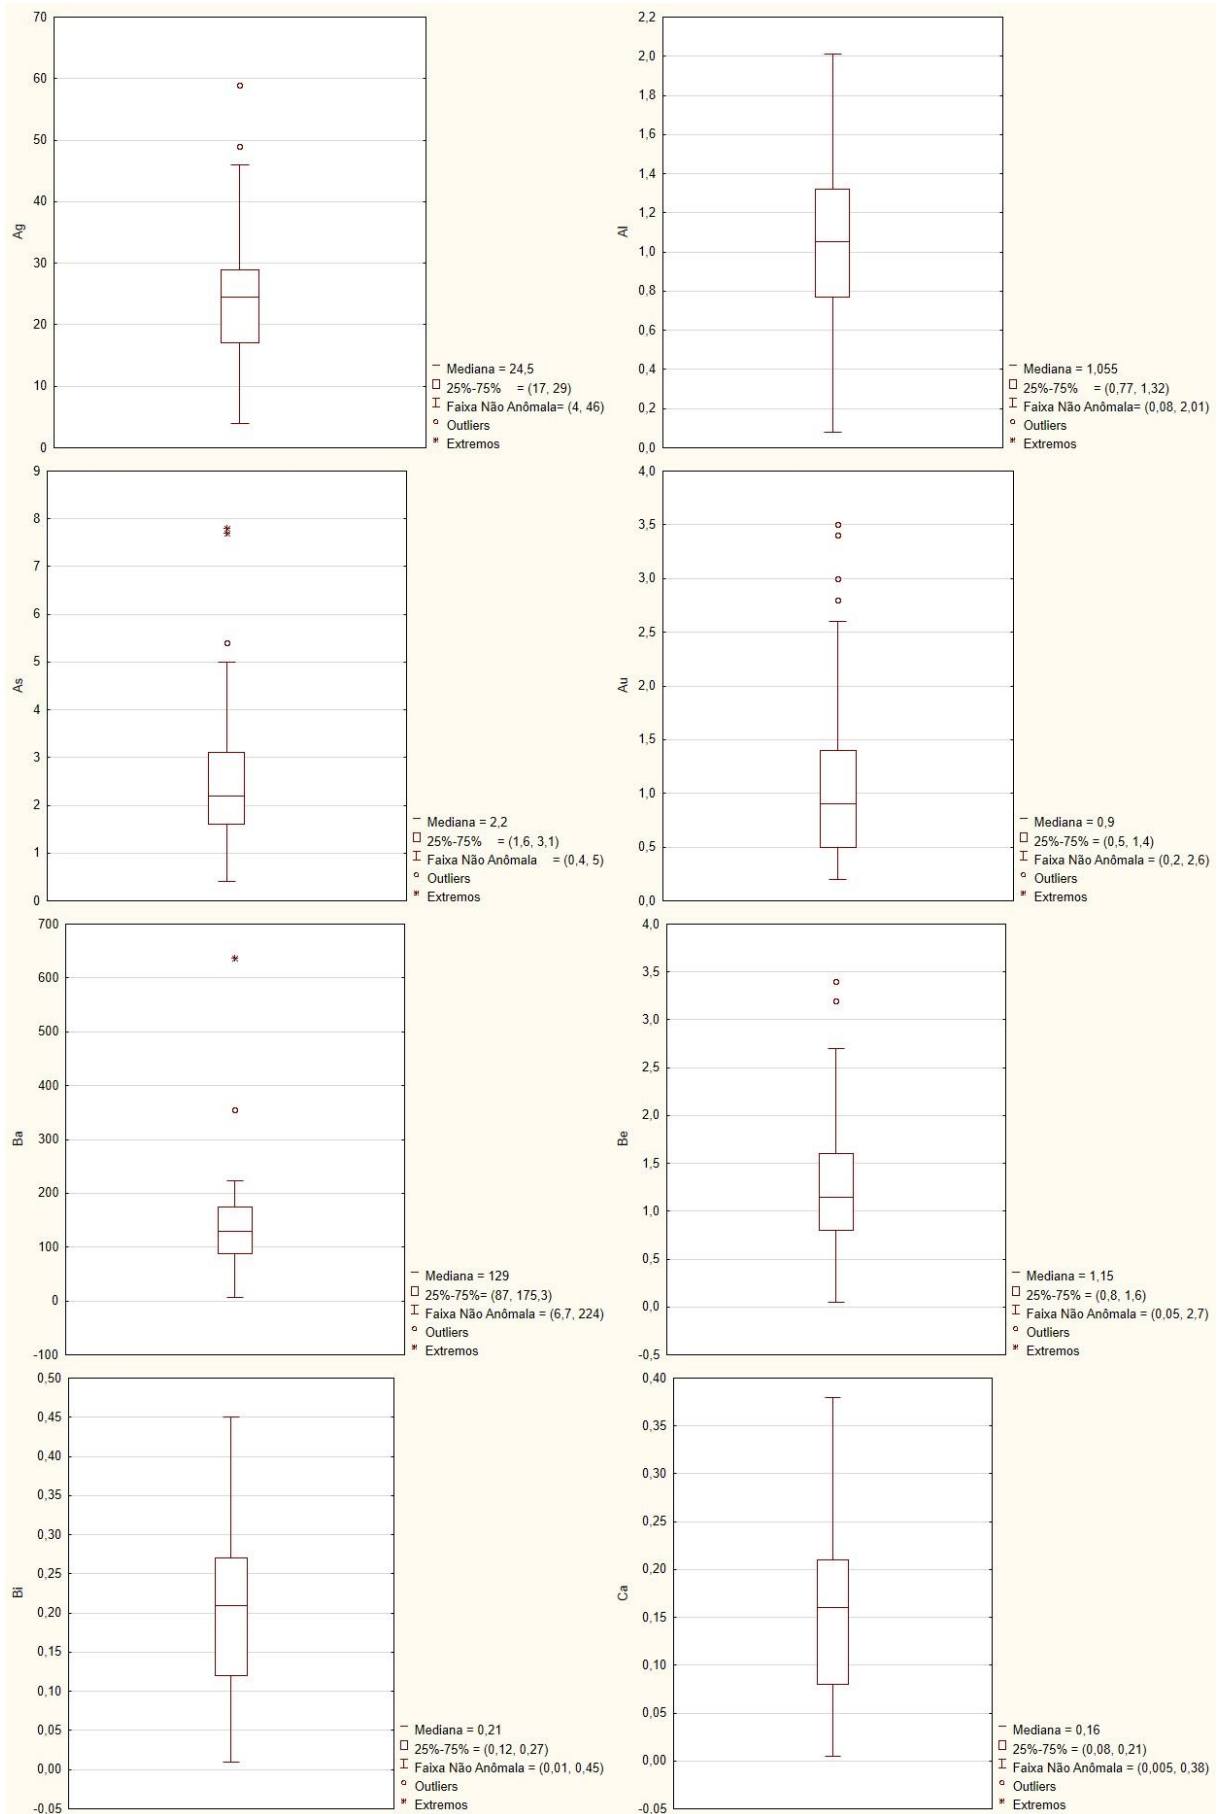 70
60
50
40
30
20
10
0
Ag
Mediana = 24,5
25%-75% = (17, 29)
Faixa Não Anômala= (4, 46)
Outliers
Extremos
2,2
2,0
1,8
1,6
1,4
1,2
1,0
0,8
0,6
0,4
0,2
0,0
Al
Mediana = 1,055
25%-75% = (0,77, 1,32)
Faixa Não Anômala= (0,08, 2,01)
Outliers
Extremos
9
8
7
6
5
4
3
2
1
0
As
Mediana = 2,2
25%-75% = (1,6, 3,1)
Faixa Não Anômala = (0,4, 5)
Outliers
Extremos
4,0
3,5
3,0
2,5
2,0
1,5
1,0
0,5
0,0
Au
Mediana = 0,9
25%-75% = (0,5, 1,4)
Faixa Não Anômala = (0,2, 2,6)
Outliers
Extremos
700
600
500
400
300
200
100
0
-100
Ba
Mediana = 129
25%-75%= (87, 175,3)
Faixa Não Anômala = (6,7, 224)
Outliers
Extremos
4,0
3,5
3,0
2,5
2,0
1,5
1,0
0,5
0,0
-0,5
Be
Mediana = 1,15
25%-75% = (0,8, 1,6)
Faixa Não Anômala = (0,05, 2,7)
Outliers
Extremos
0,50
0,45
0,40
0,35
0,30
0,25
0,20
0,15
0,10
0,05
0,00
-0,05
Bi
Mediana = 0,21
25%-75% = (0,12, 0,27)
Faixa Não Anômala = (0,01, 0,45)
Outliers
Extremos
0,40
0,35
0,30
0,25
0,20
0,15
0,10
0,05
0,00
-0,05
Ca
Mediana = 0,16
25%-75% = (0,08, 0,21)
Faixa Não Anômala = (0,005, 0,38)
Outliers
Extremos